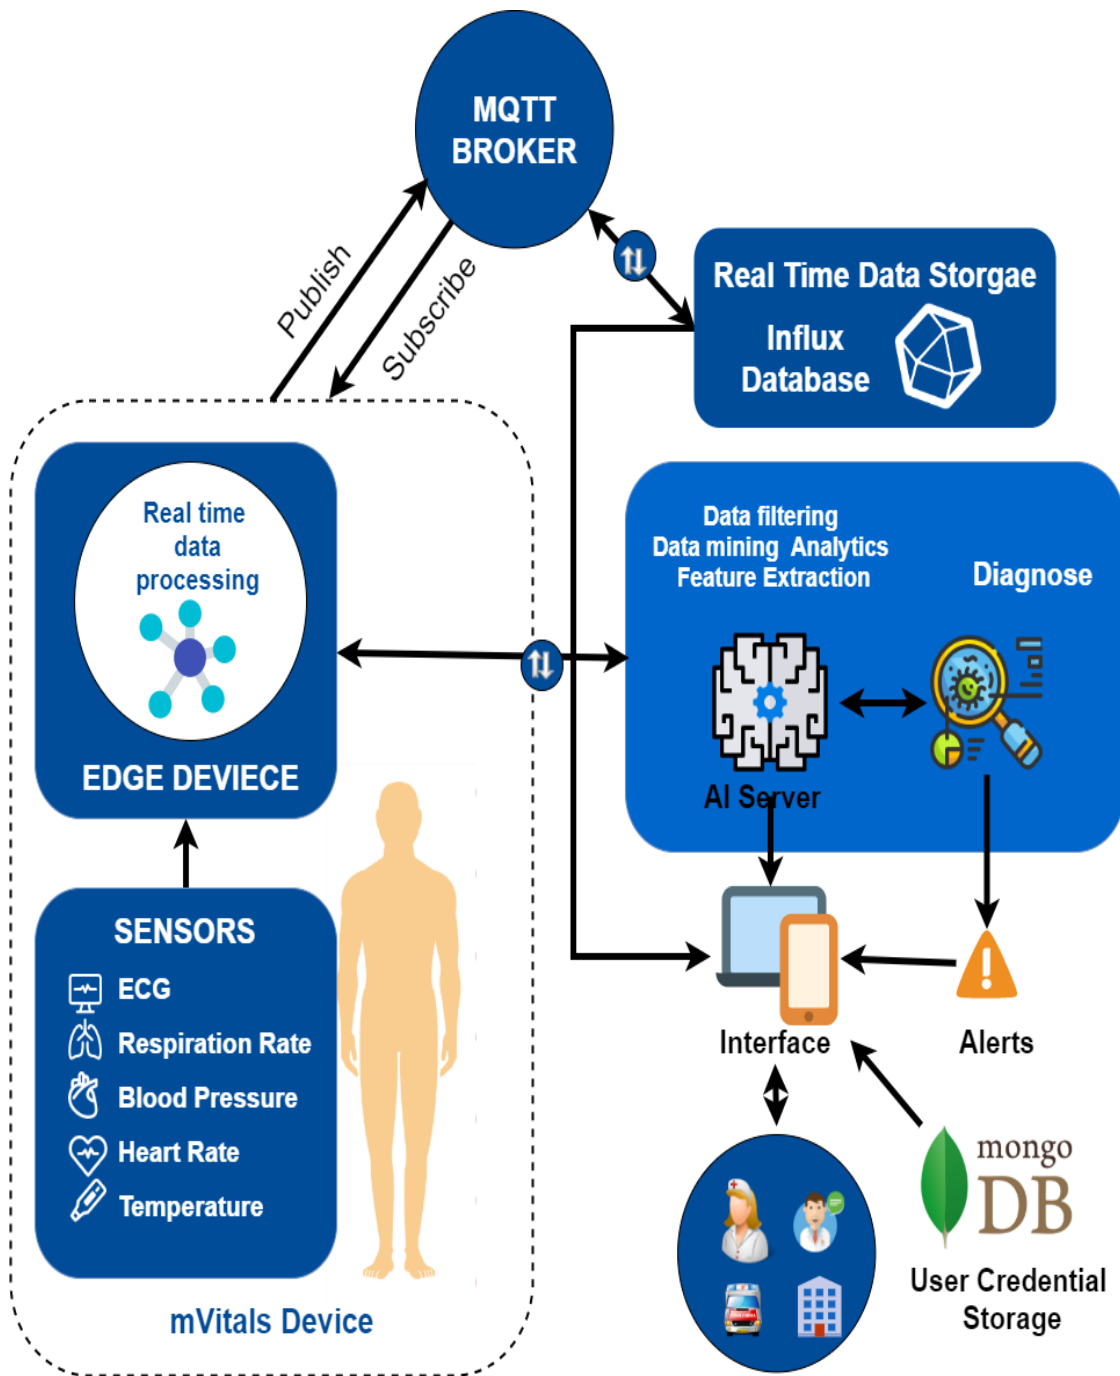 MQTT
BROKER
Publish
Subscribe
Real Time Data Storgae
Influx
Database
Real time
data
processing
EDGE DEVIECE
Data filtering
Data mining Analytics
Feature Extraction
Diagnose
AI Server
SENSORS
ECG
Respiration Rate
Blood Pressure
Heart Rate
Temperature
mVitals Device
Interface
Alerts
mongo
DB
User Credential
Storage